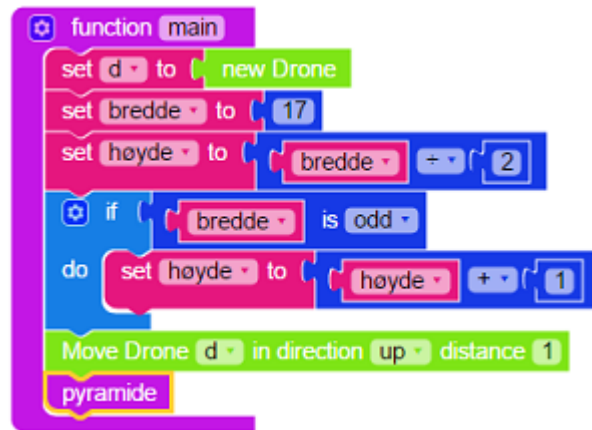 function main
set d to new Drone
set bredde to 17
set høyde to bredde ÷ 2
if bredde is odd
do set høyde to høyde + 1
Move Drone d in direction up distance 1
pyramide